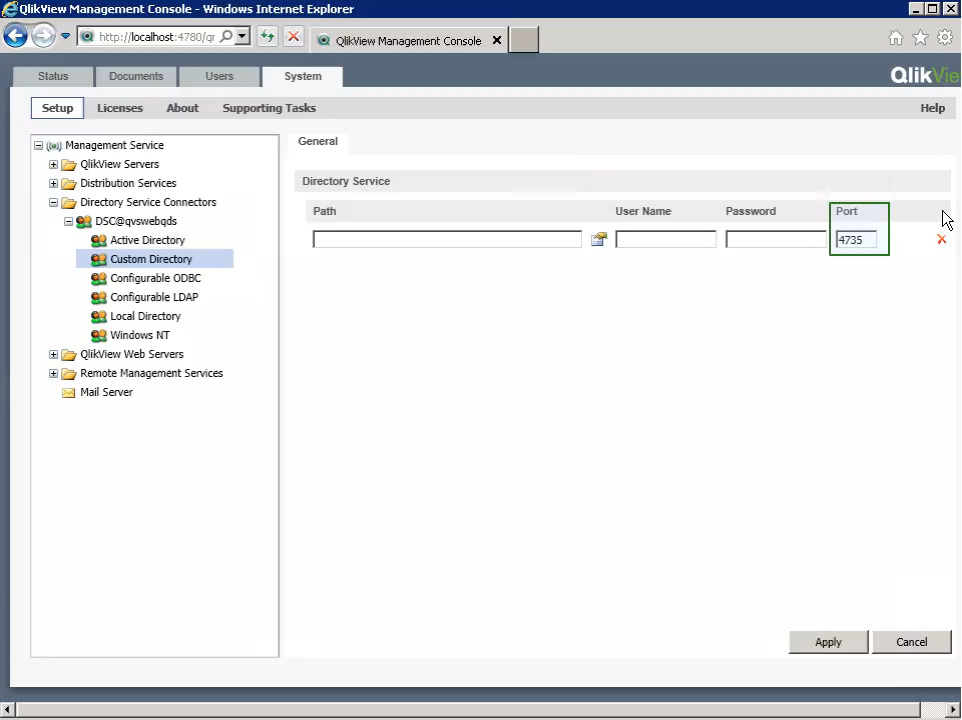 QlikView Management Console - Windows Internet Explorer
http://localhost:4780/qr
QlikView Management Console
Status Documents Users System
QlikVie
Setup Licenses About Supporting Tasks Help
Management Service
QlikView Servers
Distribution Services
Directory Service Connectors
DSC@qvswebqds
Active Directory
Custom Directory
Configurable ODBC
Configurable LDAP
Local Directory
Windows NT
QlikView Web Servers
Remote Management Services
Mail Server
General
Directory Service
Path User Name Password Port
4735
Apply Cancel